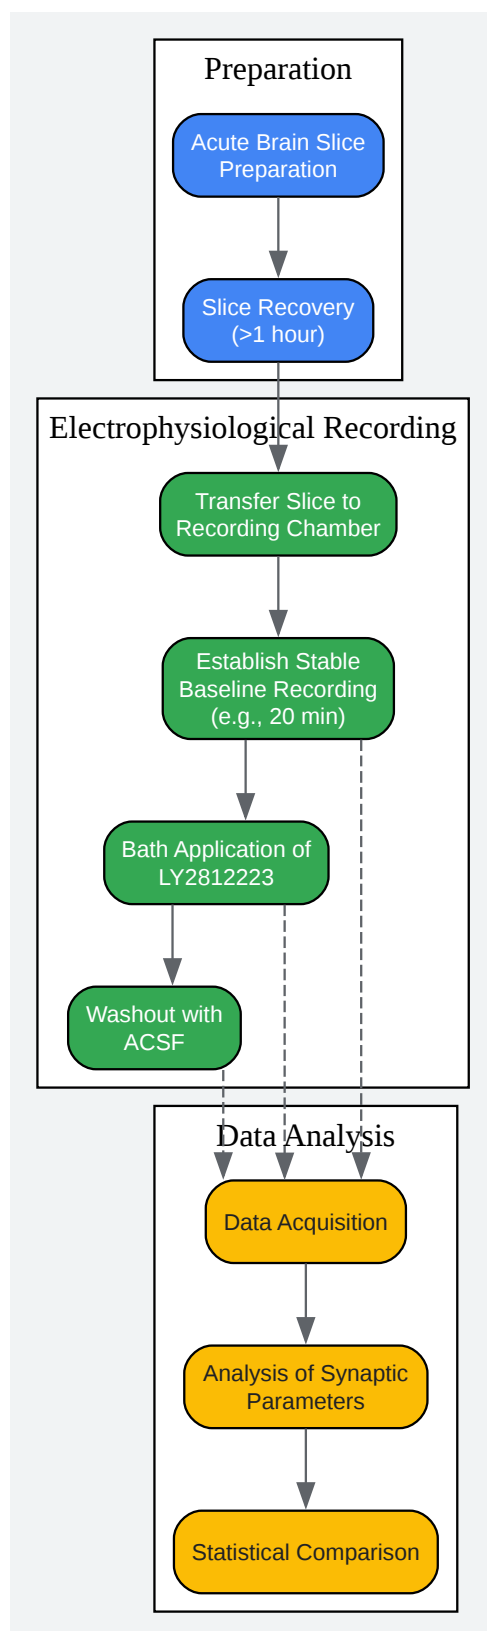 Preparation
Acute Brain Slice
Preparation
Slice Recovery
(>1 hour)
Electrophysiological Recording
Transfer Slice to
Recording Chamber
Establish Stable
Baseline Recording
(e.g., 20 min)
Bath Application of
LY2812223
Washout with
ACSF
Data Analysis
Data Acquisition
Analysis of Synaptic
Parameters
Statistical Comparison